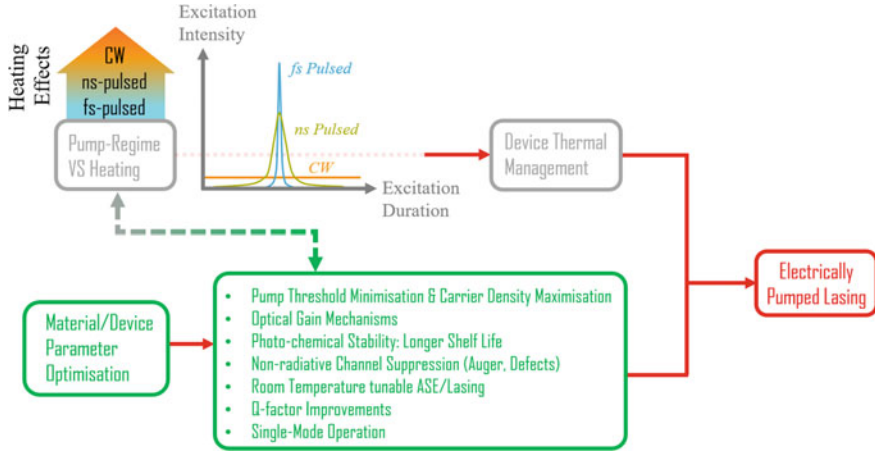 Heating
Effects
CW
ns-pulsed
fs-pulsed
Pump-Regime
VS Heating
Excitation
Intensity
fs Pulsed
ns Pulsed
CW
Excitation
Duration
Device Thermal
Management
Material/Device
Parameter
Optimisation
• Pump Threshold Minimisation & Carrier Density Maximisation
• Optical Gain Mechanisms
• Photo-chemical Stability: Longer Shelf Life
• Non-radiative Channel Suppression (Auger, Defects)
• Room Temperature tunable ASE/Lasing
• Q-factor Improvements
• Single-Mode Operation
Electrically
Pumped Lasing